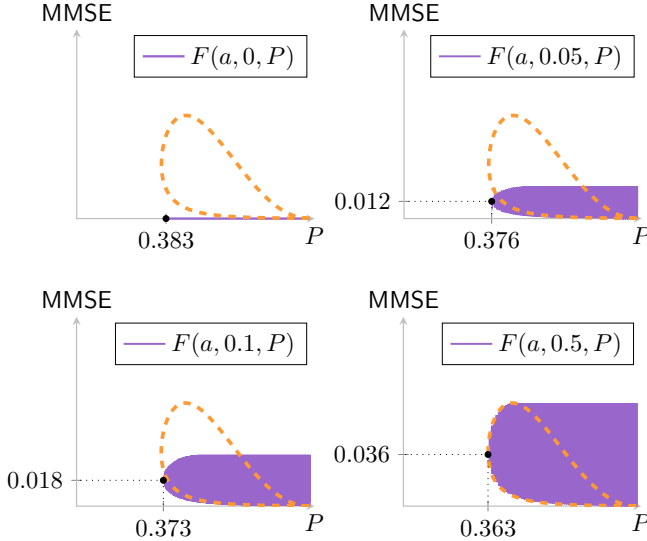 MMSE
F(a, 0, P)
0.383
P
MMSE
F(a, 0.05, P)
0.012
0.376
P
MMSE
F(a, 0.1, P)
0.018
0.373
P
MMSE
F(a, 0.5, P)
0.036
0.363
P